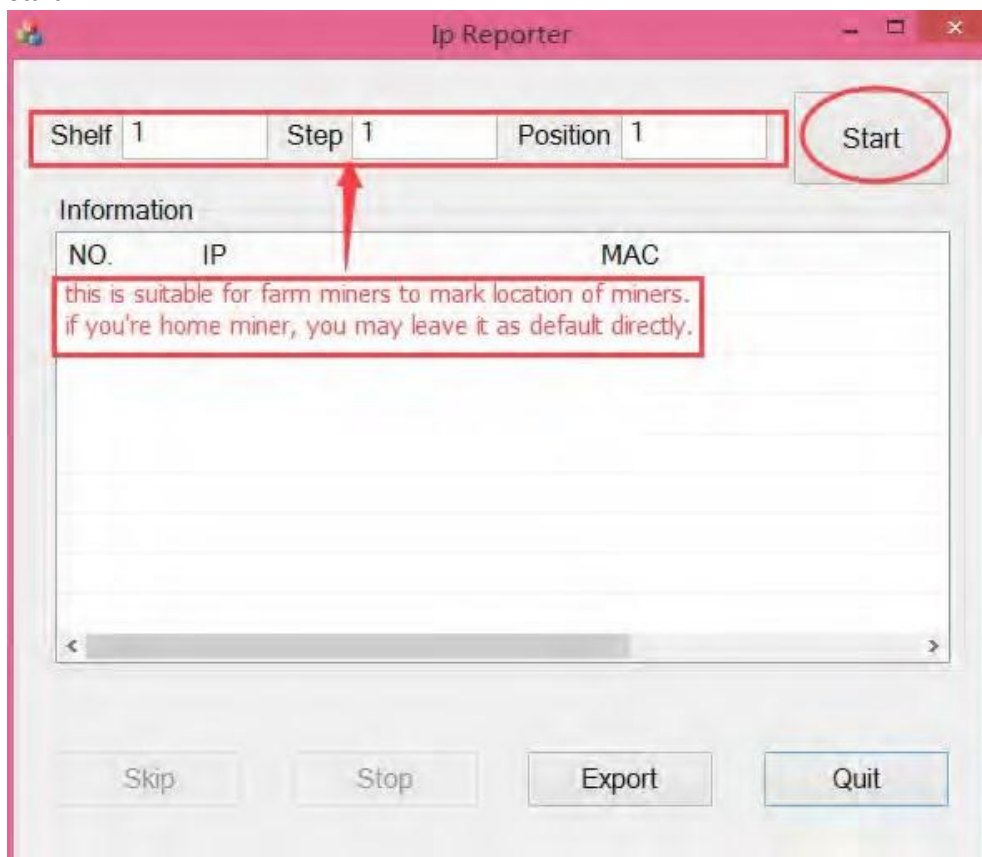 Ip Reporter
Shelf 1 Step 1 Position 1 Start
Information
NO. IP MAC
this is suitable for farm miners to mark location of miners.
if you're home miner, you may leave it as default directly.
Skip Stop Export Quit